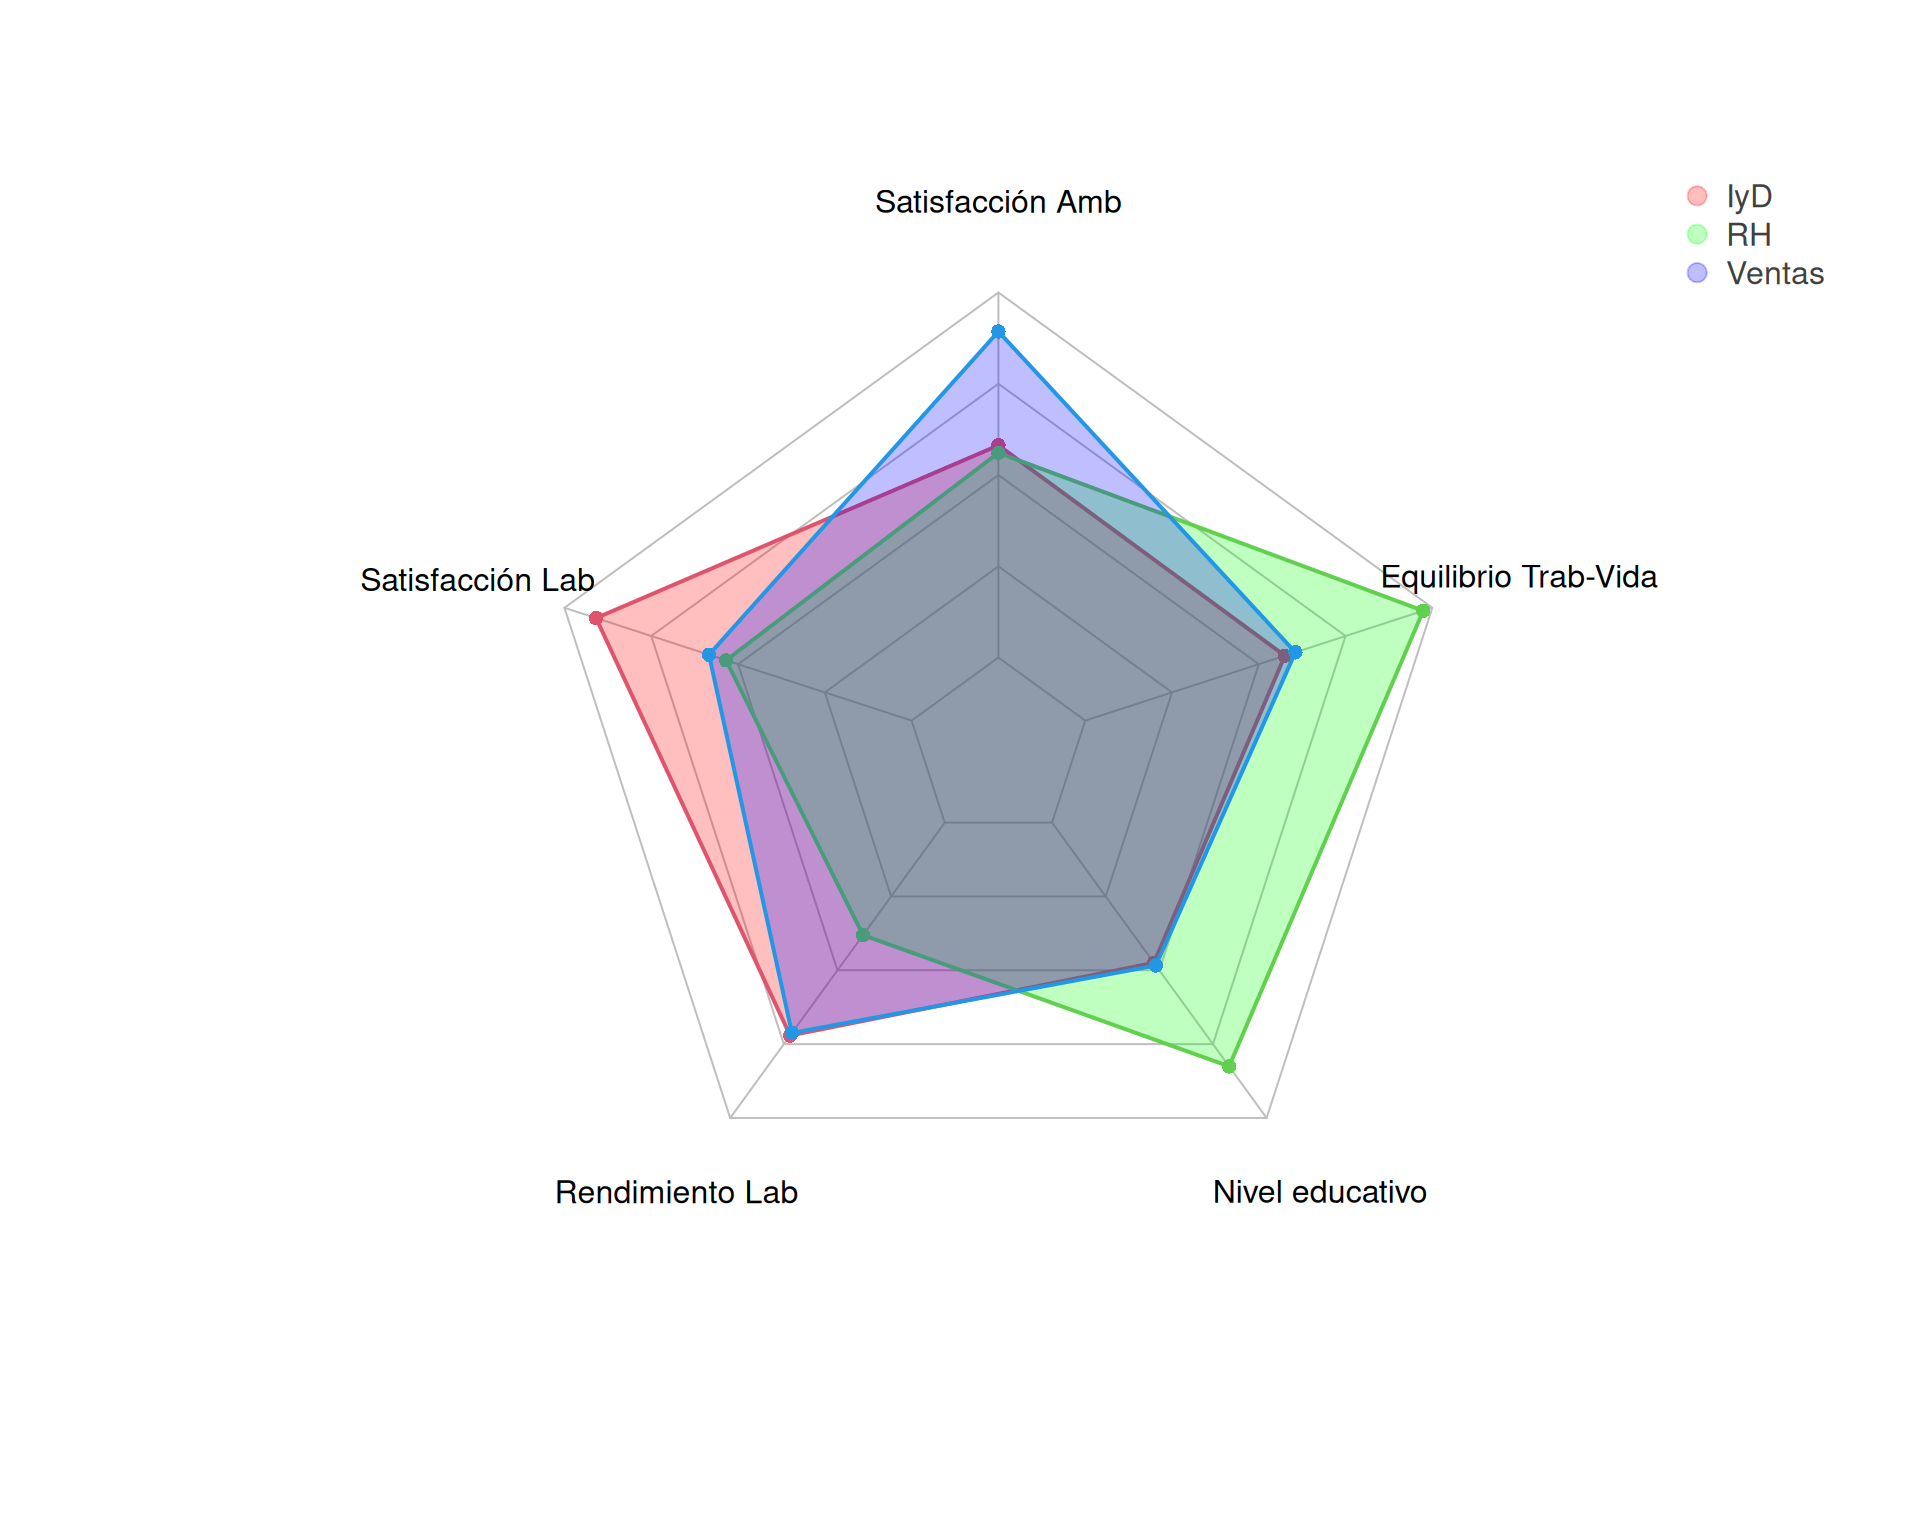 Satisfacción Amb
IyD
RH
Ventas
Satisfacción Lab
Equilibrio Trab-Vida
Rendimiento Lab
Nivel educativo